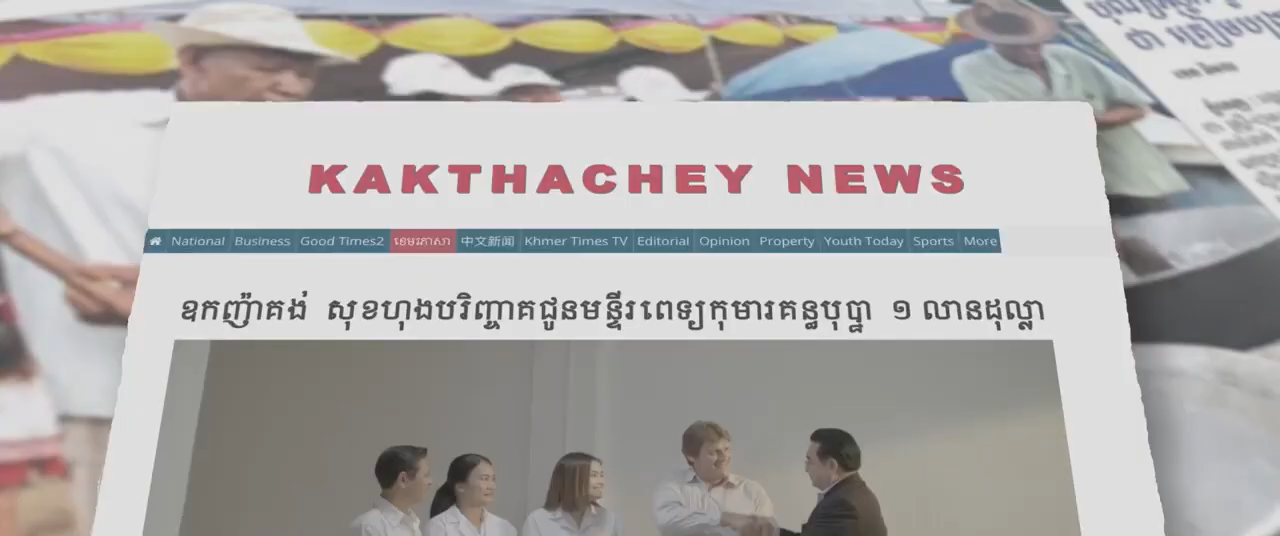 KAKTHACHEY NEWS
National Business Good Times2 ខេមរភាសា 中文新闻 Khmer Times TV Editorial Opinion Property Youth Today Sports More
ឧកញ៉ាគង់ សុខហុងបរិញ្ចាគជូនមន្ទីរពេទ្យកុមារគន្ធបុប្ផា ១ លានដុល្លា